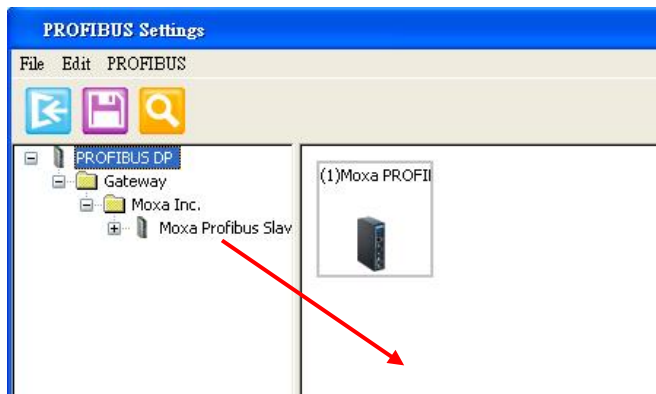 PROFIBUS Settings
File Edit PROFIBUS
PROFIBUS DP
Gateway
Moxa Inc.
Moxa Profibus Slav
(1)Moxa PROFII